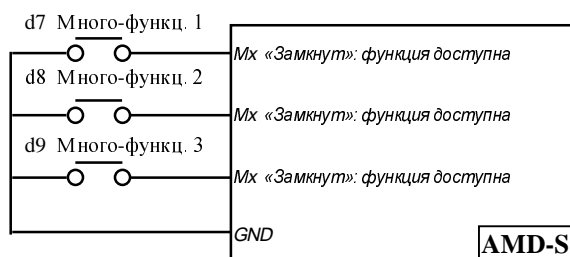 d7 Много-функц. 1
Mx «Замкнут»: функция доступна
d8 Много-функц. 2
Mx «Замкнут»: функция доступна
d9 Много-функц. 3
Mx «Замкнут»: функция доступна
GND
AMD-S